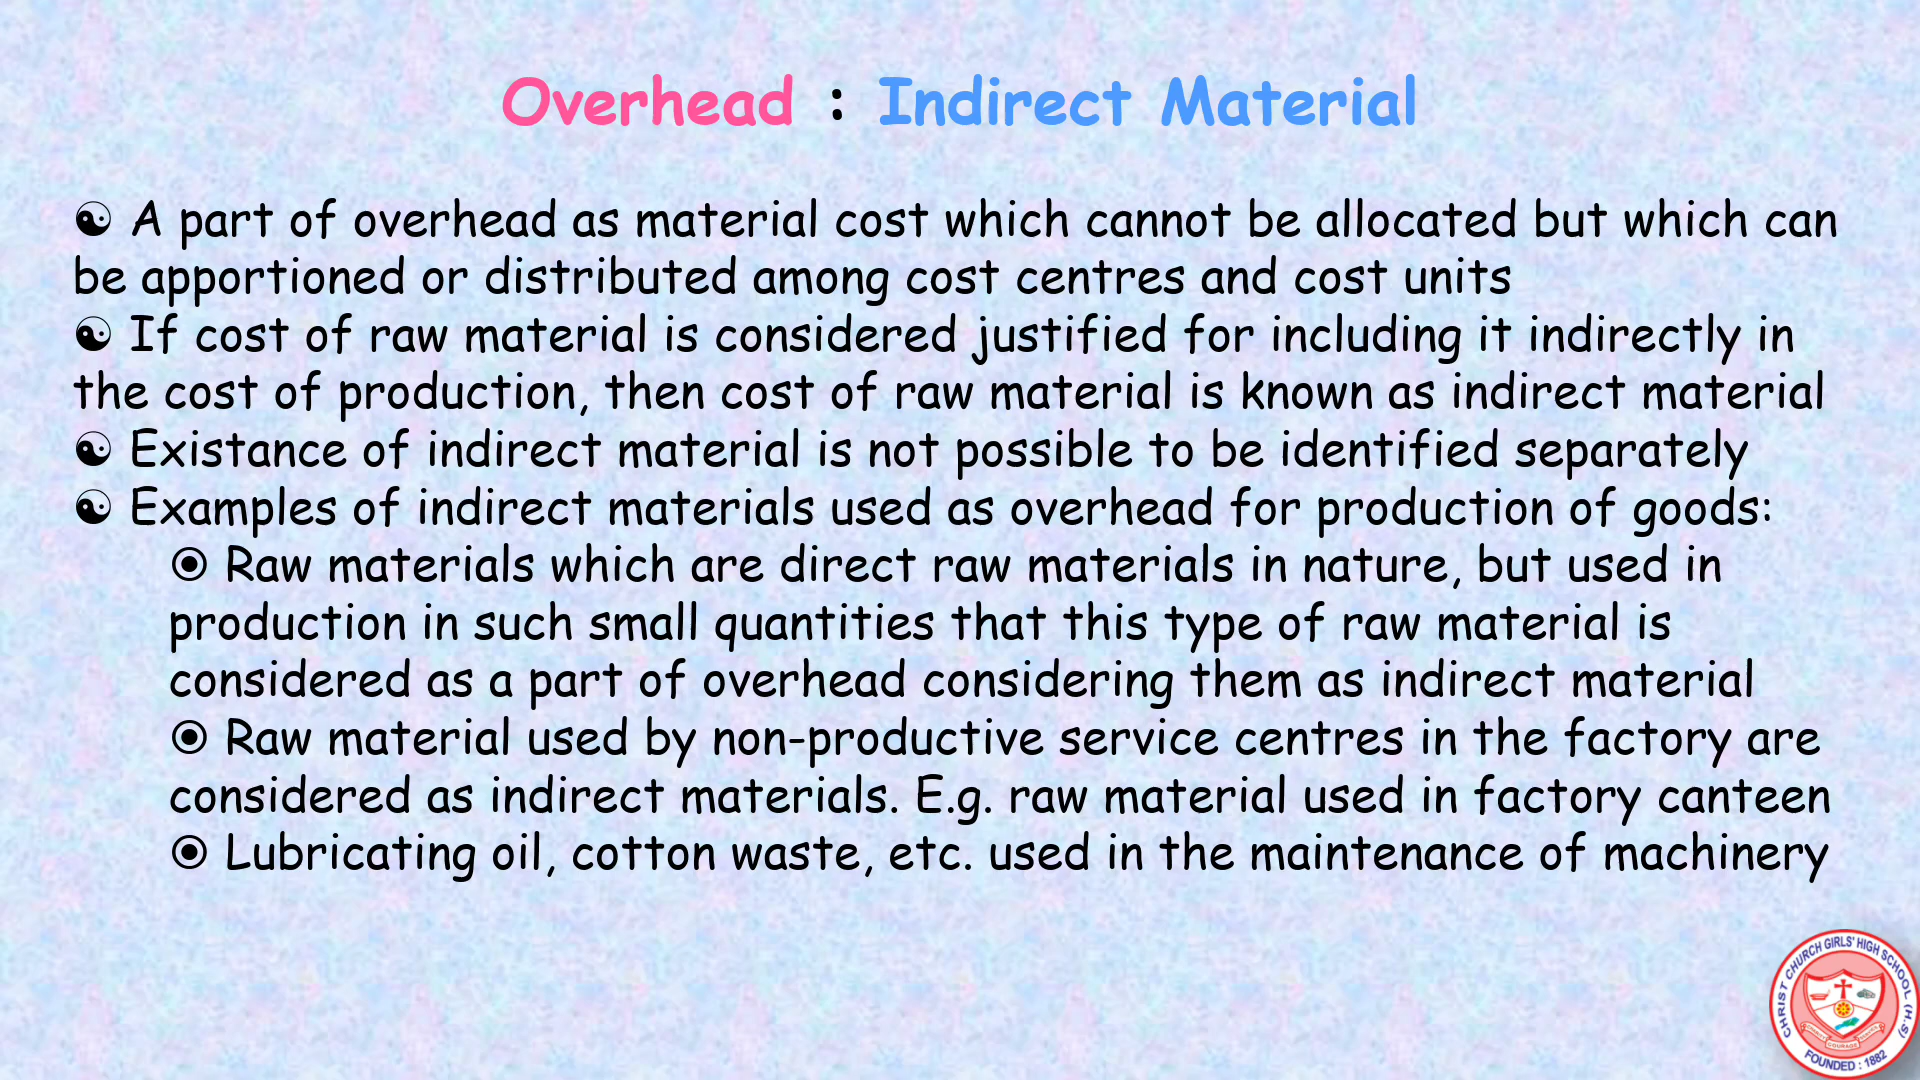 Overhead : Indirect Material
☯ A part of overhead as material cost which cannot be allocated but which can
be apportioned or distributed among cost centres and cost units
☯ If cost of raw material is considered justified for including it indirectly in
the cost of production, then cost of raw material is known as indirect material
☯ Existance of indirect material is not possible to be identified separately
☯ Examples of indirect materials used as overhead for production of goods:
⦿ Raw materials which are direct raw materials in nature, but used in
production in such small quantities that this type of raw material is
considered as a part of overhead considering them as indirect material
⦿ Raw material used by non-productive service centres in the factory are
considered as indirect materials. E.g. raw material used in factory canteen
⦿ Lubricating oil, cotton waste, etc. used in the maintenance of machinery
CHRIST CHURCH GIRLS' HIGH SCHOOL (H.S)
COURAGE
FOUNDED : 1882